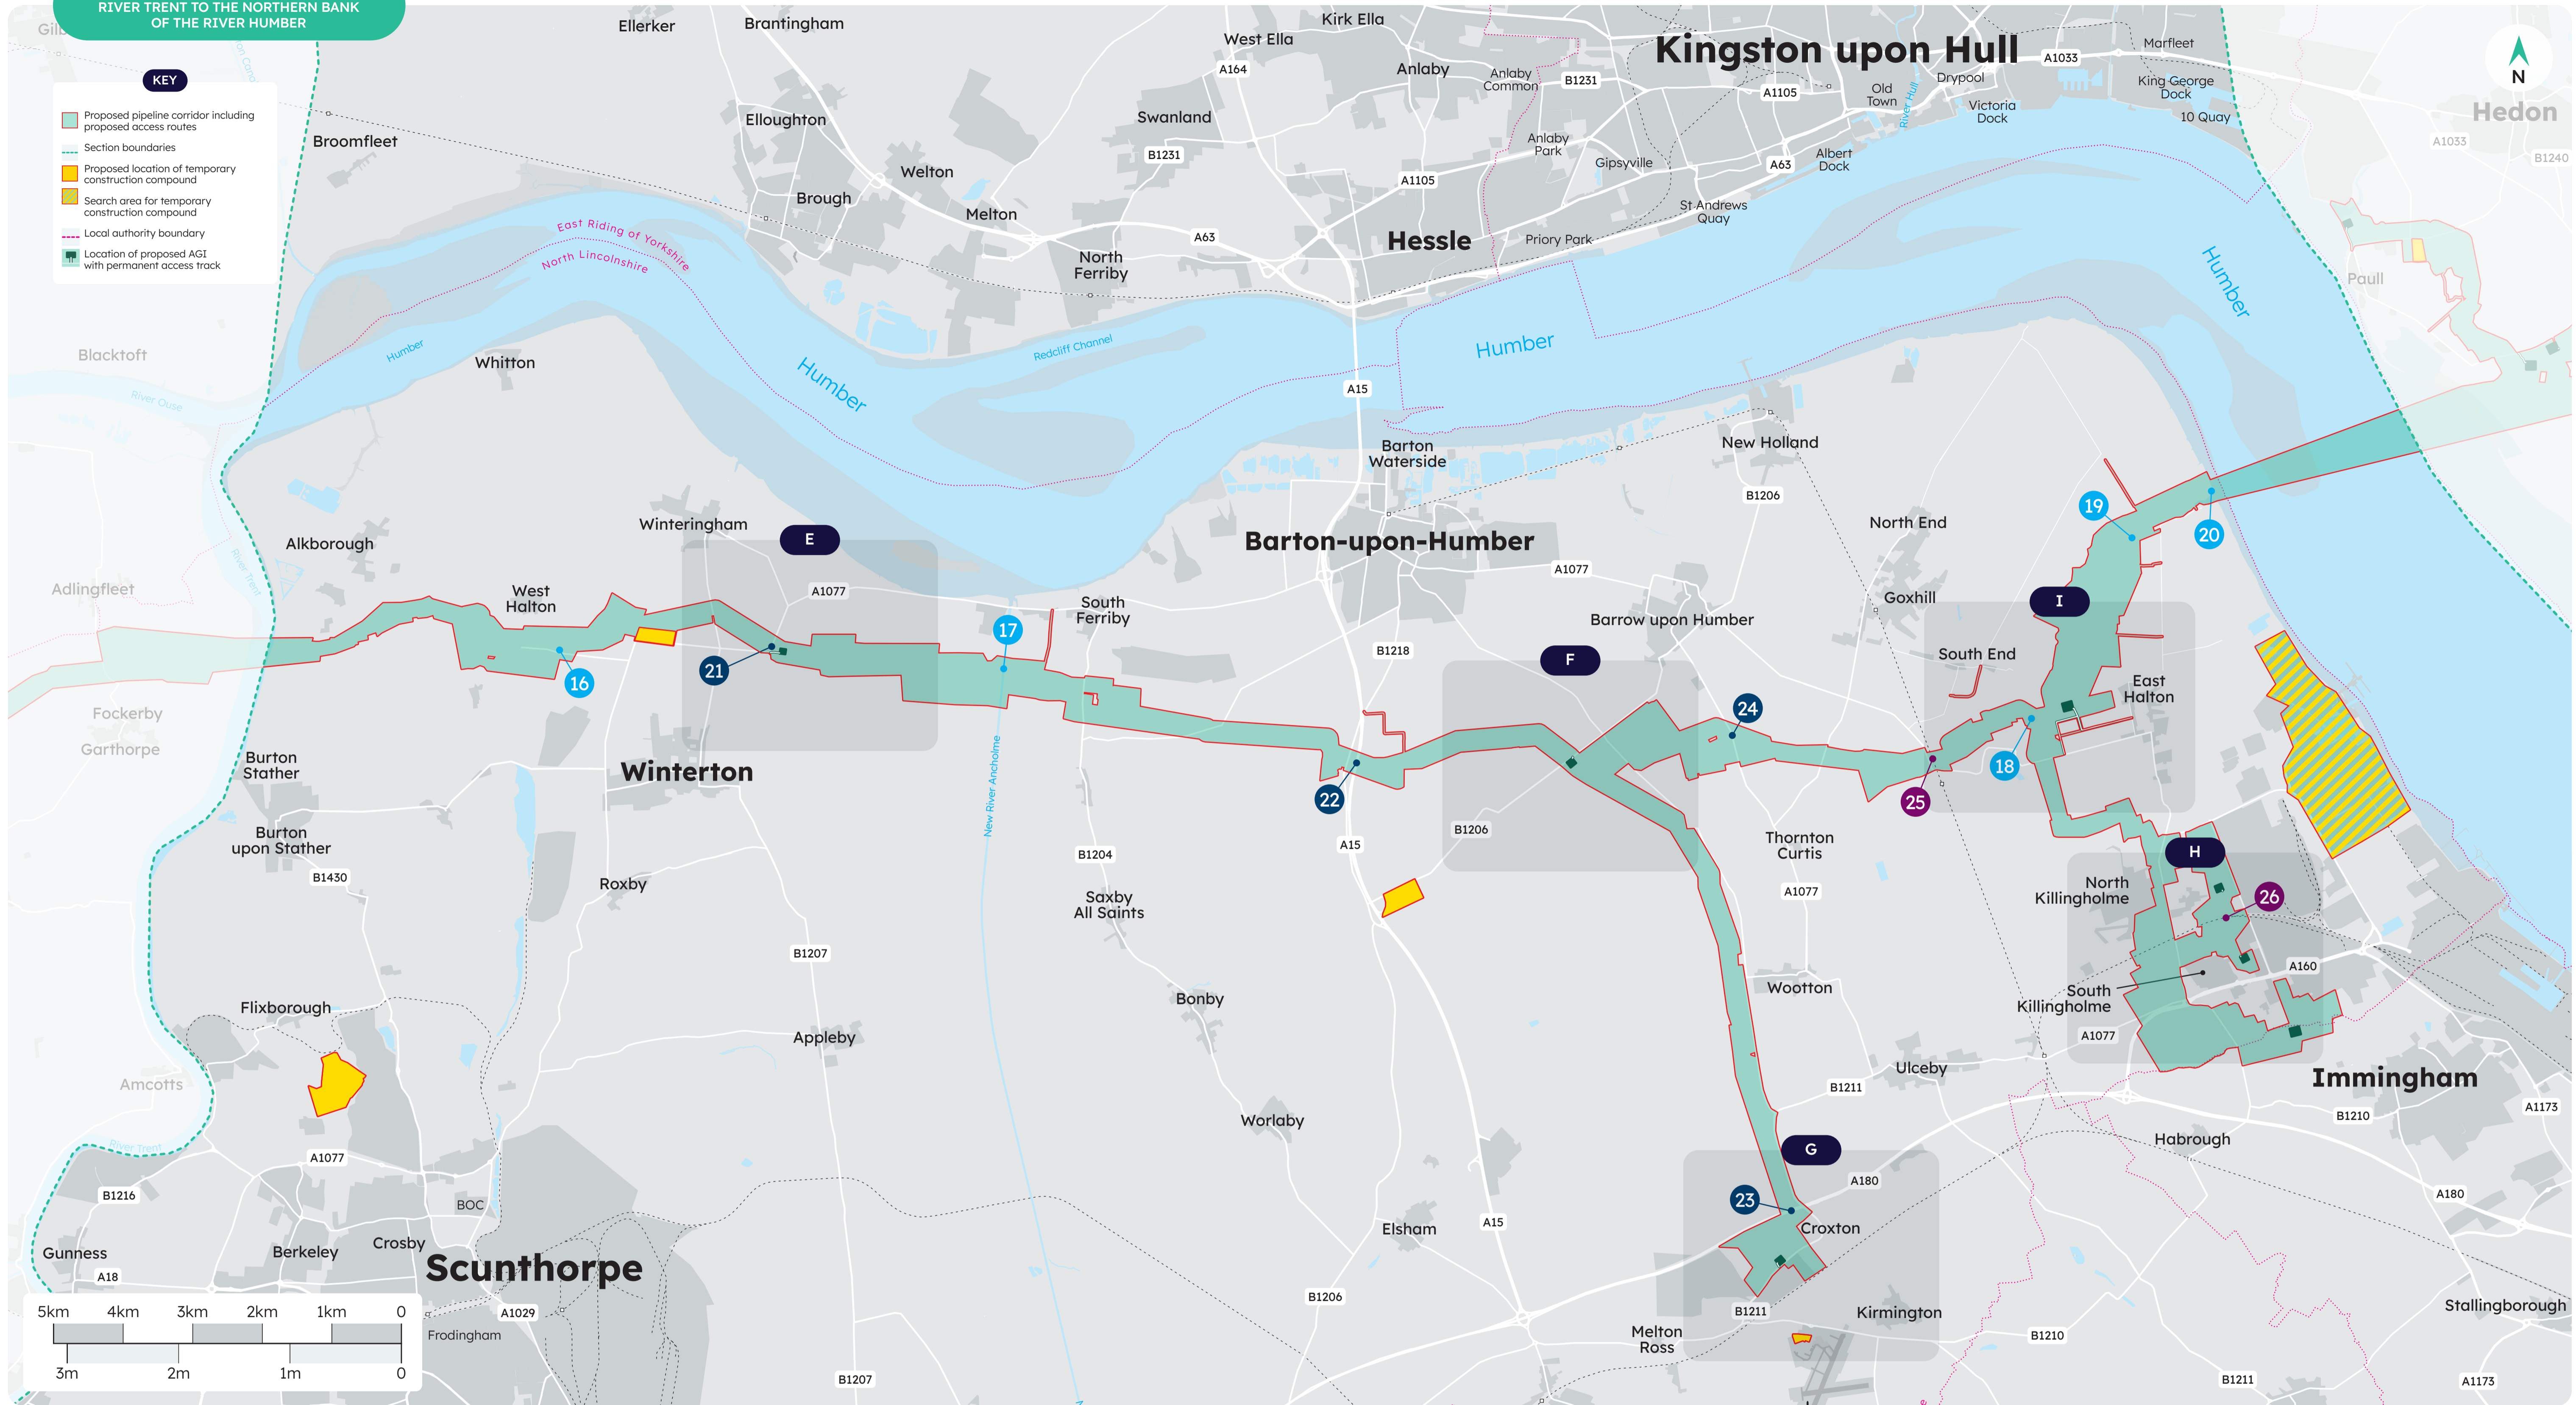 RIVER TRENT TO THE NORTHERN BANK
OF THE RIVER HUMBER
KEY
Proposed pipeline corridor including
proposed access routes
Section boundaries
Proposed location of temporary
construction compound
Search area for temporary
construction compound
Local authority boundary
Location of proposed AGI
with permanent access track
N
Ellerker
Brantingham
Kirk Ella
West Ella
A164
Anlaby
Anlaby
Common
B1231
Kingston upon Hull
A1033
Marfleet
King George
Dock
10 Quay
Drypool
Old
Town
River Hull
Victoria
Dock
A1105
Hedon
A1033
B1240
Broomfleet
Elloughton
Swanland
B1231
Welton
Brough
Melton
A63
North
Ferriby
A1105
Anlaby
Park
Gipsyville
A63
Albert
Dock
St Andrews
Quay
Priory Park
Hessle
East Riding of Yorkshire
North Lincolnshire
Humber
Humber
Redcliff Channel
Humber
Humber
Paull
Blacktoft
River Ouse
Whitton
A15
Barton
Waterside
New Holland
B1206
Winteringham
E
Barton-upon-Humber
North End
19
20
Alkborough
River Trent
Adlingfleet
West
Halton
A1077
A1077
South
Ferriby
17
Barrow upon Humber
Goxhill
I
South End
East
Halton
16
21
B1218
F
24
18
25
22
Fockerby
Garthorpe
Burton
Stather
Winterton
New River Ancholme
Burton
upon Stather
B1430
Roxby
B1204
A15
B1206
Thornton
Curtis
A1077
H
North
Killingholme
26
Saxby
All Saints
B1207
Wootton
A160
South
Killingholme
A1077
Flixborough
Bonby
Appleby
Amcotts
Ulceby
Immingham
B1211
B1210
A1173
Worlaby
River Trent
A1077
B1216
BOC
G
Habrough
A180
A180
23
Croxton
Elsham
A15
Gunness
A18
Berkeley
Crosby
Scunthorpe
B1206
B1211
Kirmington
Stallingborough
A1029
Frodingham
Melton
Ross
B1210
B1207
B1211
A1173
5km 4km 3km 2km 1km 0
3m 2m 1m 0